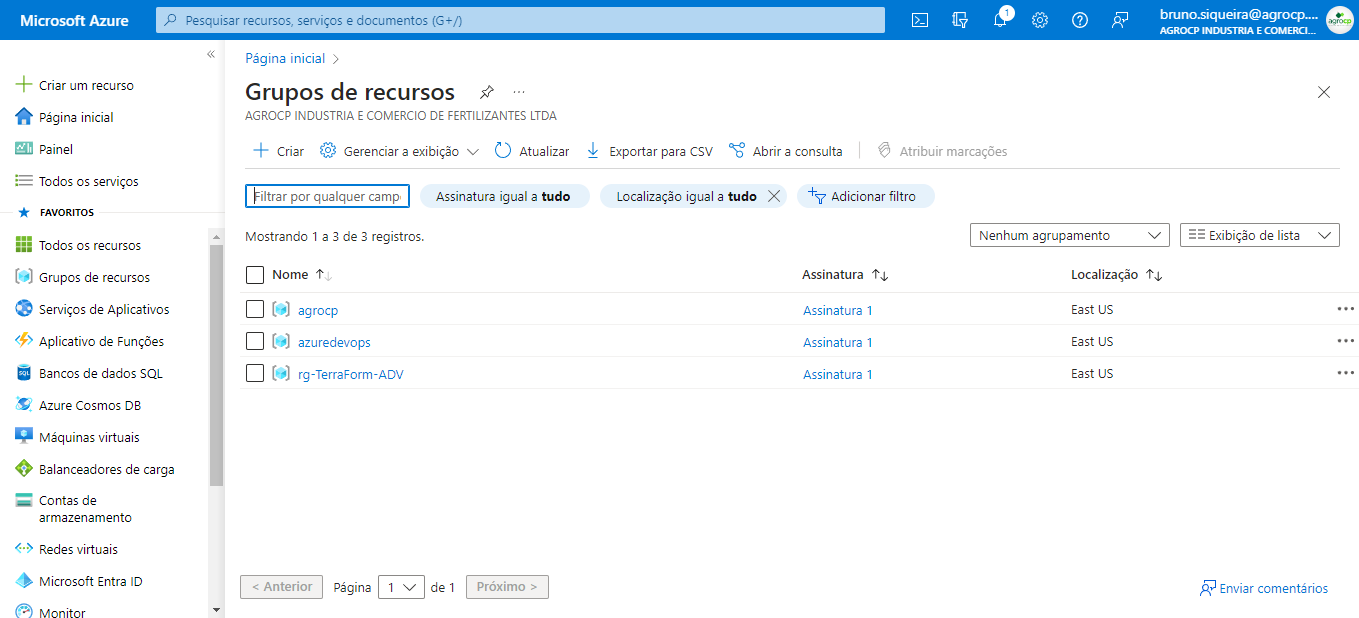 Microsoft Azure
Pesquisar recursos, serviços e documentos (G+/)
1
bruno.siqueira@agrocp....
AGROCP INDUSTRIA E COMERCI...
agrocp
«
Criar um recurso
Página inicial
Painel
Todos os serviços
FAVORITOS
Todos os recursos
Grupos de recursos
Serviços de Aplicativos
Aplicativo de Funções
Bancos de dados SQL
Azure Cosmos DB
Máquinas virtuais
Balanceadores de carga
Contas de
armazenamento
Redes virtuais
Microsoft Entra ID
Monitor
Página inicial >
Grupos de recursos ...
AGROCP INDUSTRIA E COMERCIO DE FERTILIZANTES LTDA
Criar Gerenciar a exibição Atualizar Exportar para CSV Abrir a consulta Atribuir marcações
Filtrar por qualquer camp Assinatura igual a tudo Localização igual a tudo Adicionar filtro
Mostrando 1 a 3 de 3 registros. Nenhum agrupamento Exibição de lista
Nome ↑↓ Assinatura ↑↓ Localização ↑↓
agrocp Assinatura 1 East US ...
azuredevops Assinatura 1 East US ...
rg-TerraForm-ADV Assinatura 1 East US ...
< Anterior Página 1 de 1 Próximo > Enviar comentários